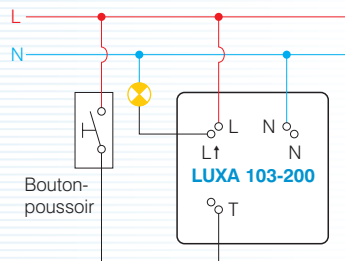 L
N
L N
L↑ N
LUXA 103-200
Bouton-
poussoir
T